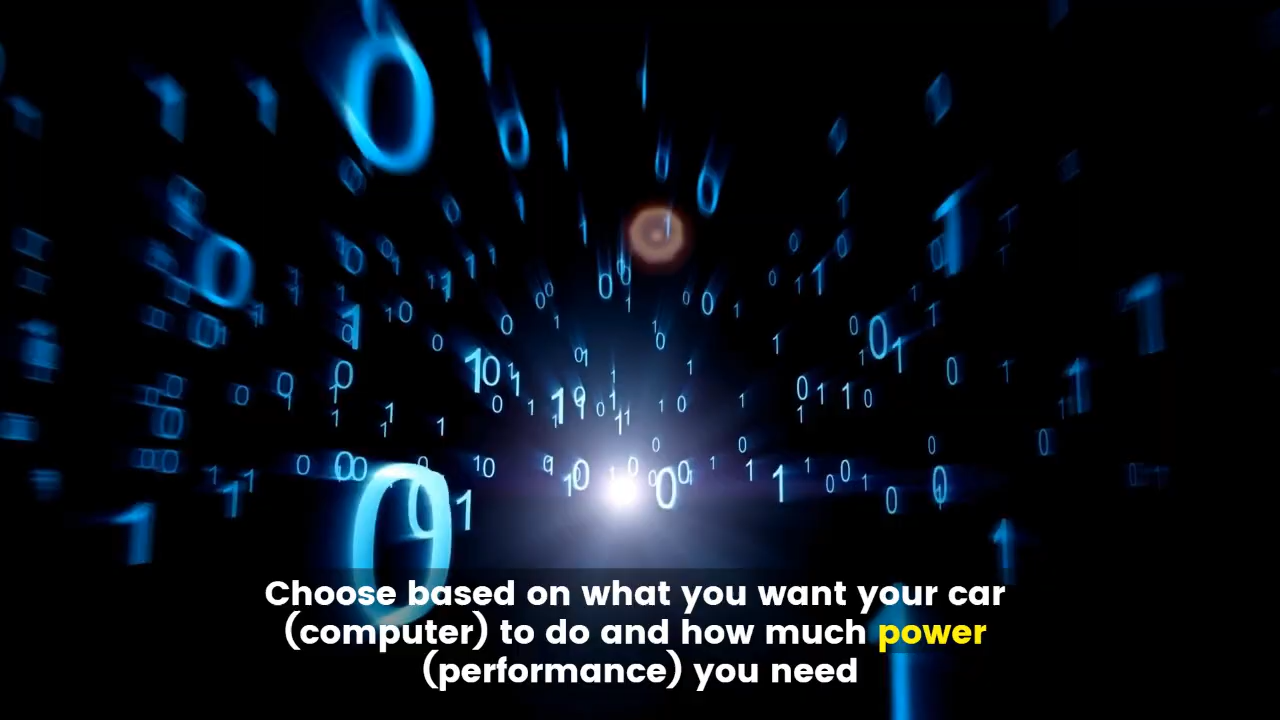 Choose based on what you want your car
(computer) to do and how much power
(performance) you need